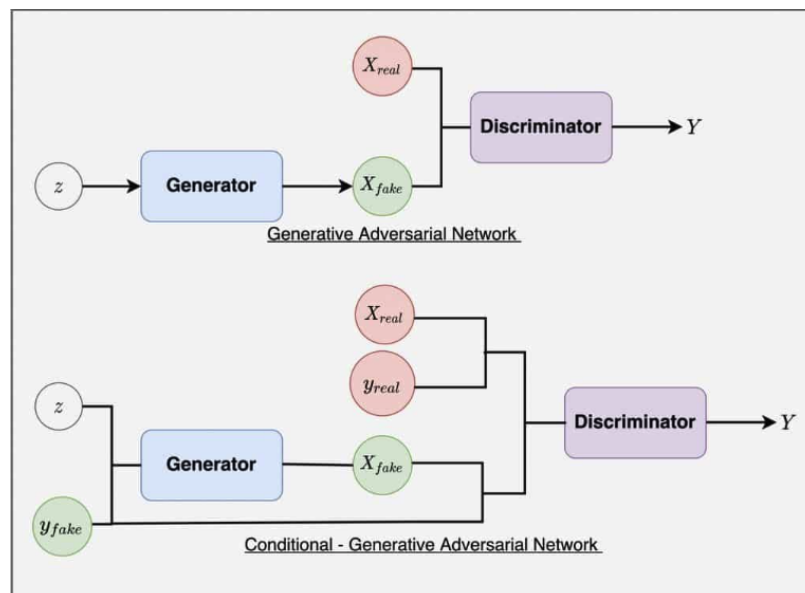 X_real
Discriminator
Y
z
Generator
X_fake
Generative Adversarial Network
X_real
y_real
z
Discriminator
Y
Generator
X_fake
y_fake
Conditional - Generative Adversarial Network